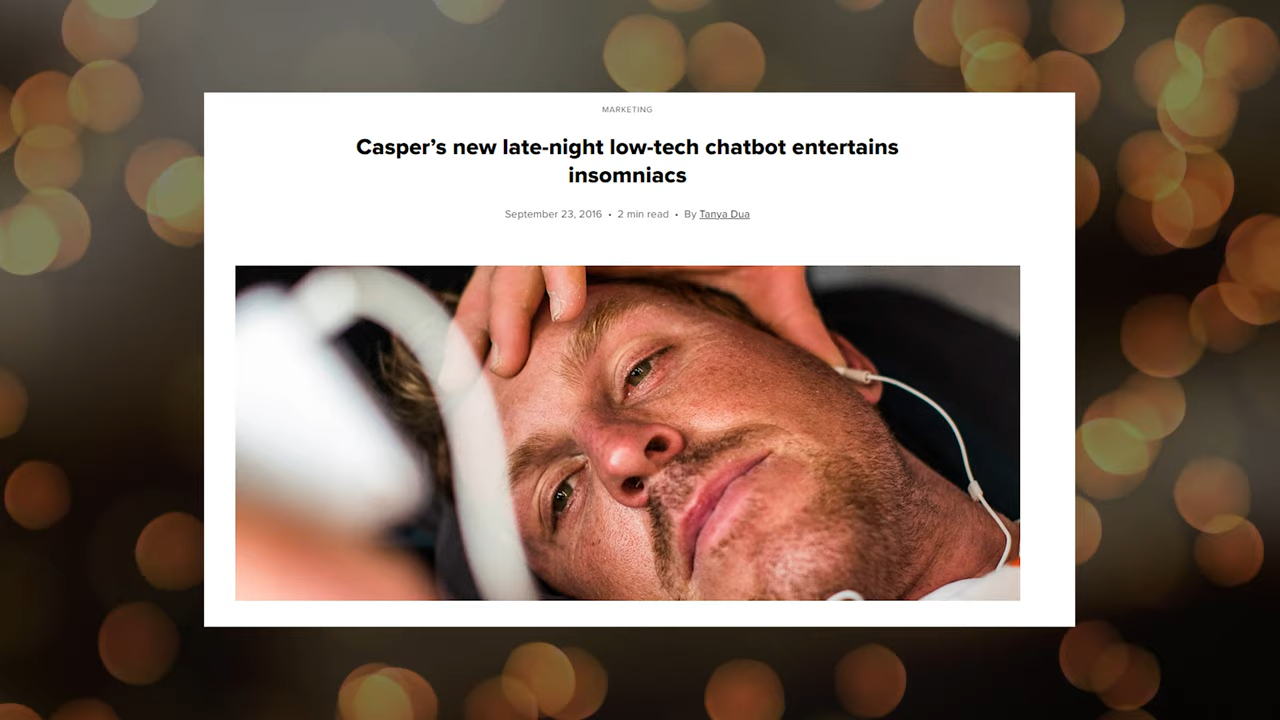 MARKETING
Casper’s new late-night low-tech chatbot entertains
insomniacs
September 23, 2016 • 2 min read • By Tanya Dua